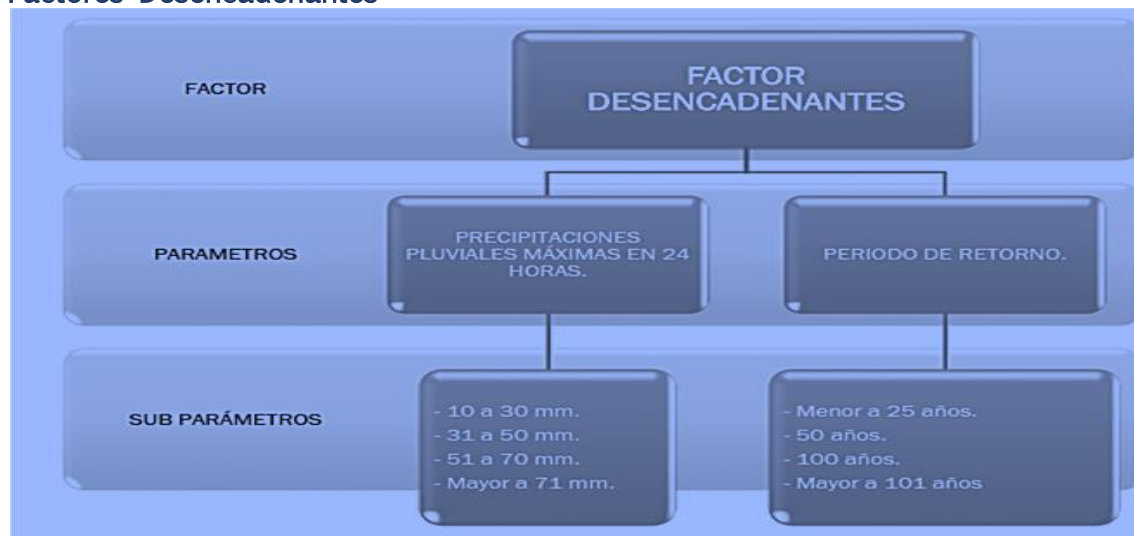 Factores Desencadenantes
FACTOR
FACTOR
DESENCADENANTES
PARAMETROS
PRECIPITACIONES
PLUVIALES MÁXIMAS EN 24
HORAS.
PERIODO DE RETORNO.
SUB PARÁMETROS
- 10 a 30 mm.
- 31 a 50 mm.
- 51 a 70 mm.
- Mayor a 71 mm.
- Menor a 25 años.
- 50 años.
- 100 años.
- Mayor a 101 años